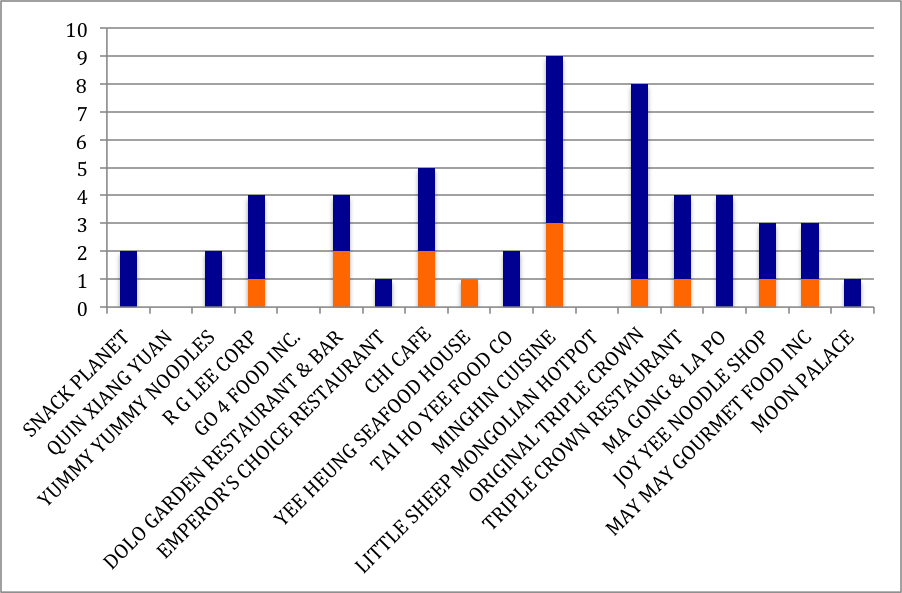 10
9
8
7
6
5
4
3
2
1
0
SNACK PLANET
QUIN XIANG YUAN
YUMMY YUMMY NOODLES
R G LEE CORP
GO 4 FOOD INC.
DOLO GARDEN RESTAURANT & BAR
EMPEROR'S CHOICE RESTAURANT
CHI CAFE
YEE HEUNG SEAFOOD HOUSE
TAI HO YEE FOOD CO
MINGHIN CUISINE
LITTLE SHEEP MONGOLIAN HOTPOT
ORIGINAL TRIPLE CROWN
TRIPLE CROWN RESTAURANT
MA GONG & LA PO
JOY YEE NOODLE SHOP
MAY MAY GOURMET FOOD INC
MOON PALACE